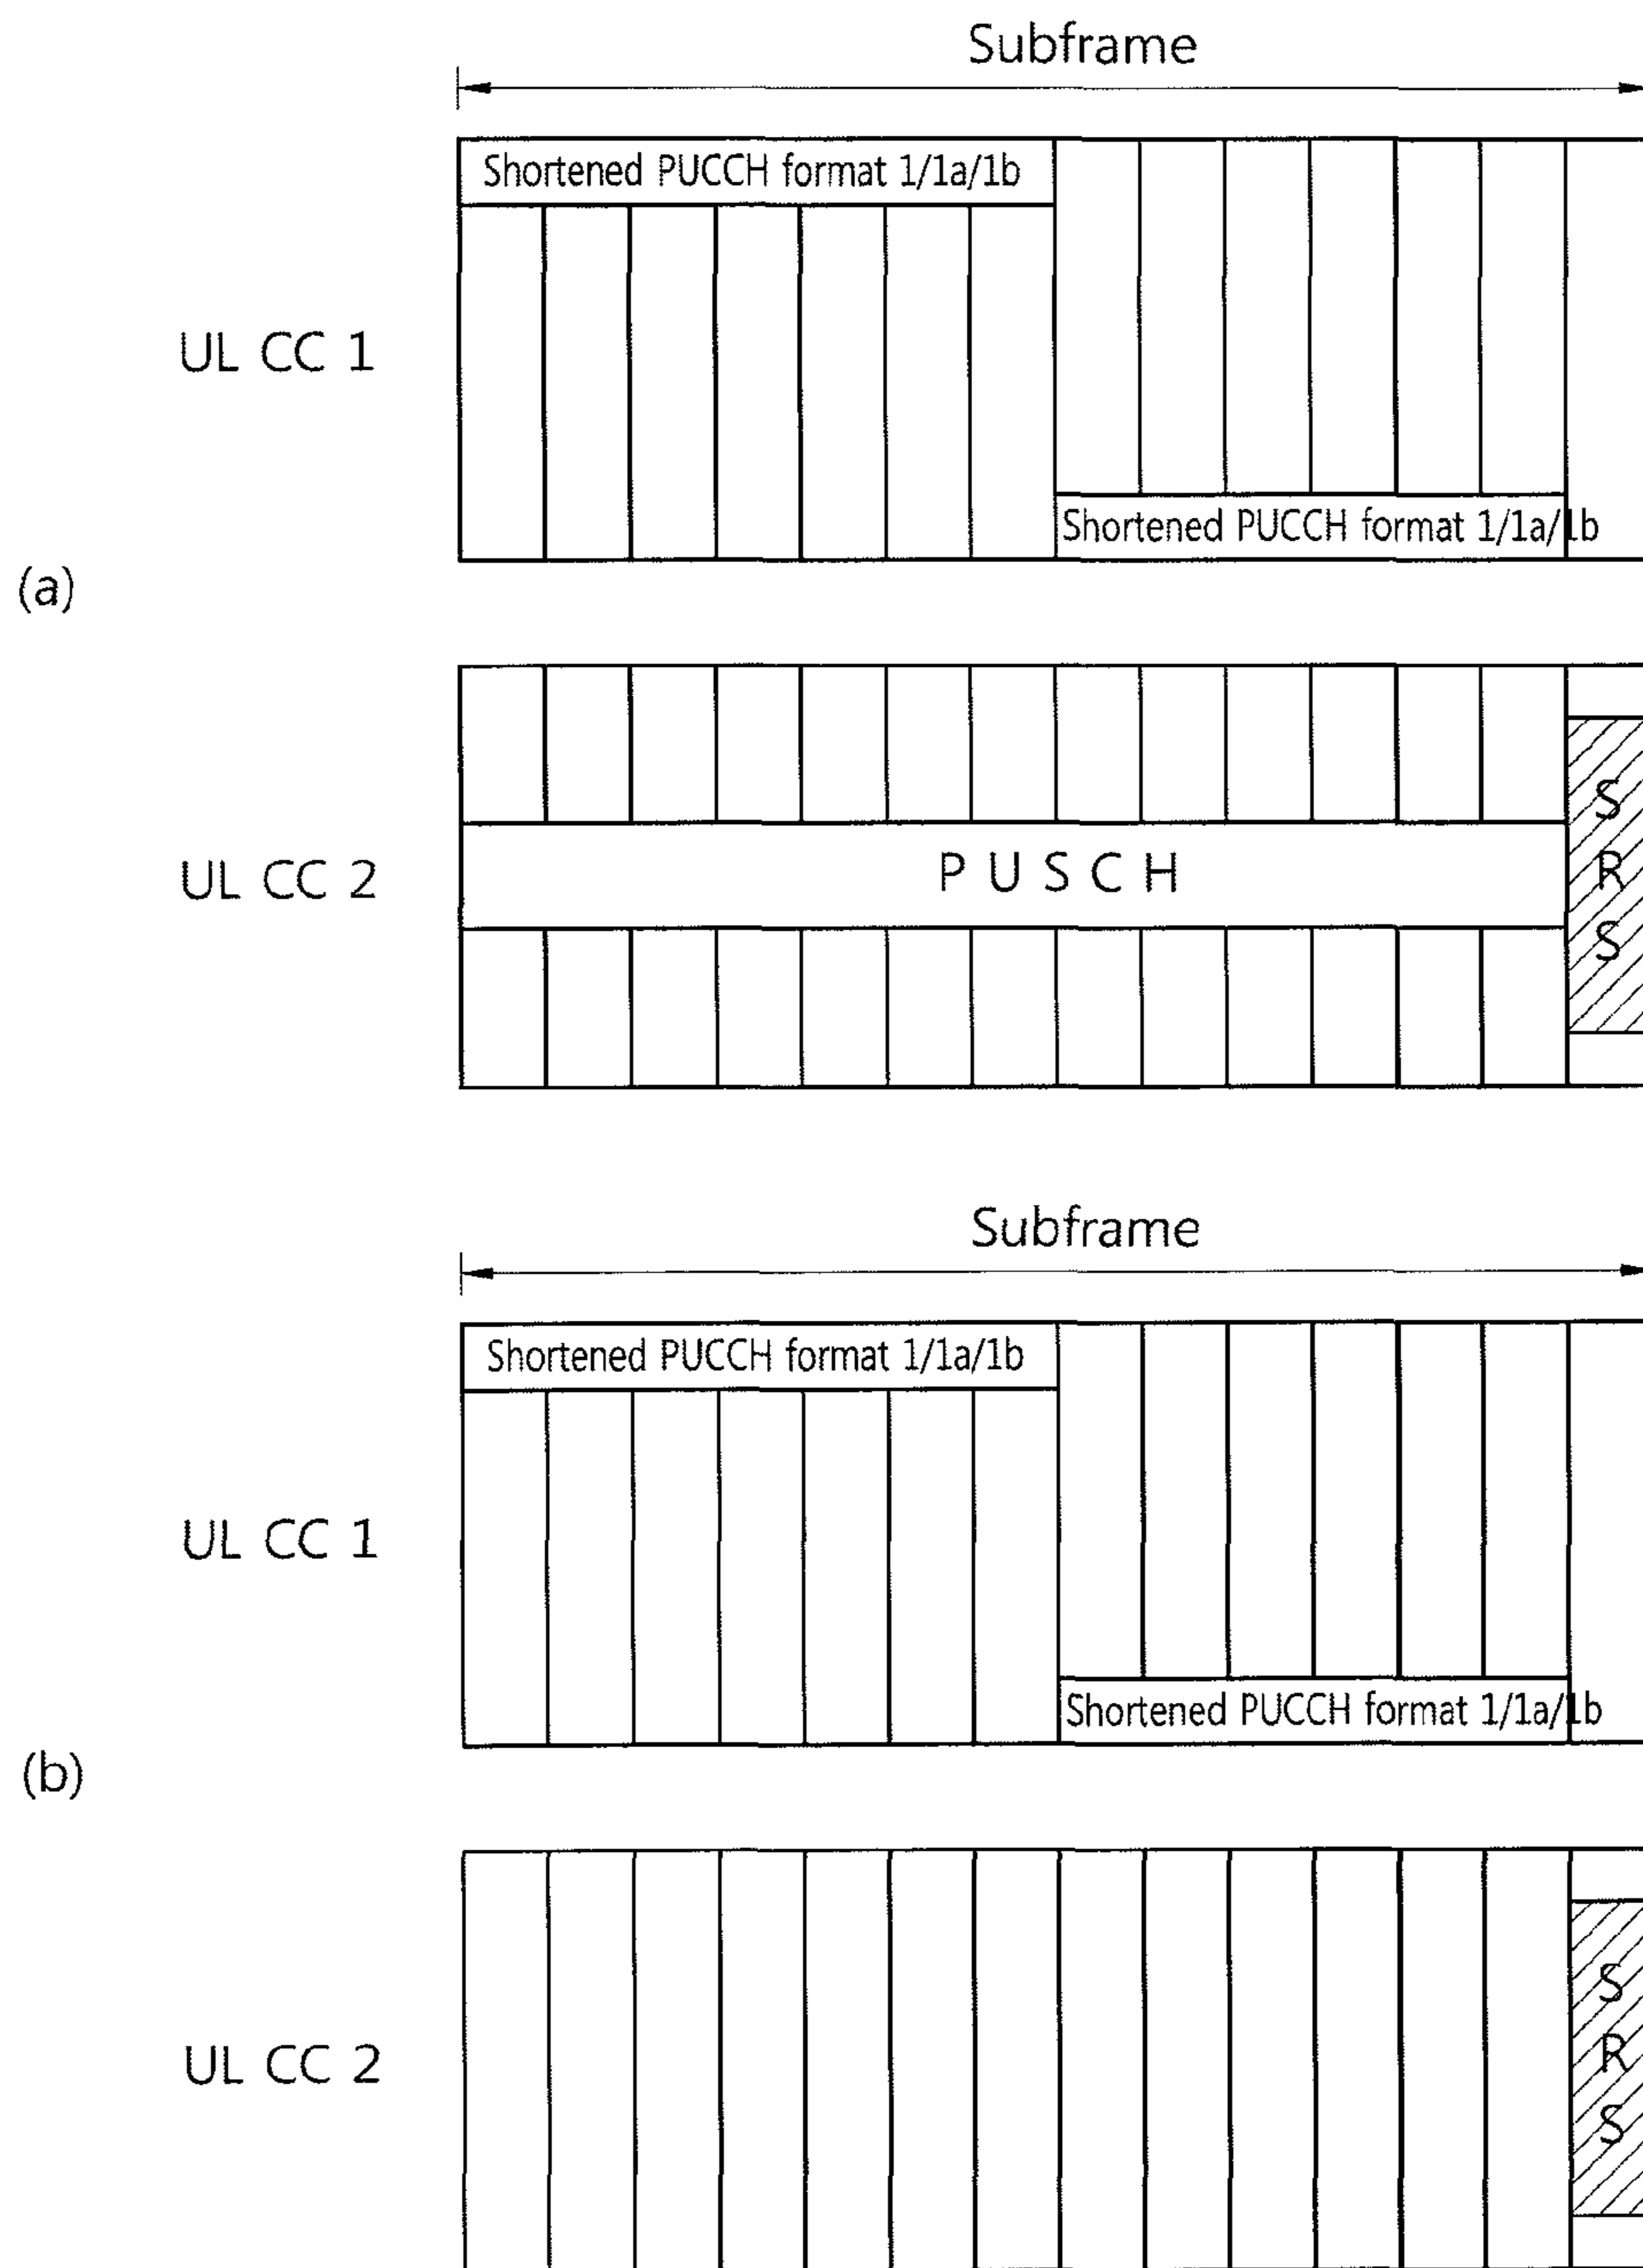 Subframe
Shortened PUCCH format 1/1a/1b
UL CC 1
Shortened PUCCH format 1/1a/1b
(a)
UL CC 2
PUSCH
SRS
Subframe
Shortened PUCCH format 1/1a/1b
UL CC 1
Shortened PUCCH format 1/1a/1b
(b)
UL CC 2
SRS